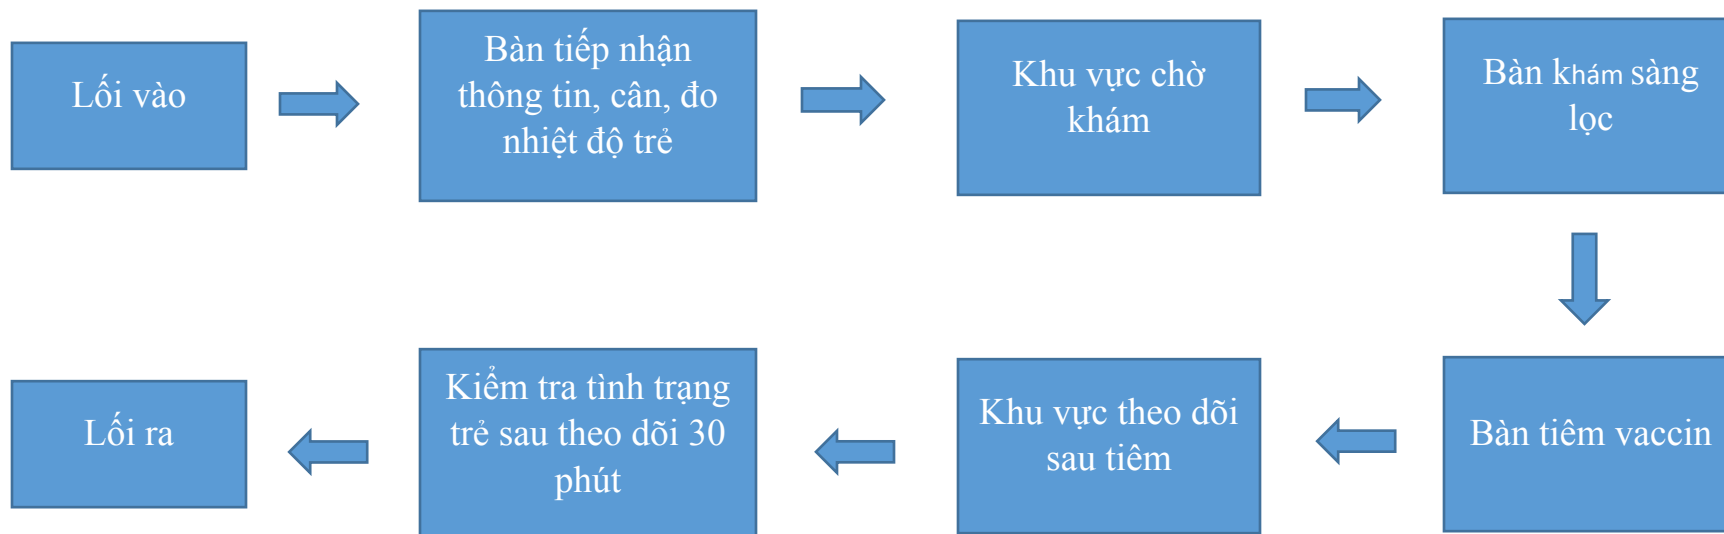 Lối vào
Bàn tiếp nhận
thông tin, cân, đo
nhiệt độ trẻ
Khu vực chờ
khám
Bàn khám sàng
lọc
Bàn tiêm vaccin
Khu vực theo dõi
sau tiêm
Kiểm tra tình trạng
trẻ sau theo dõi 30
phút
Lối ra